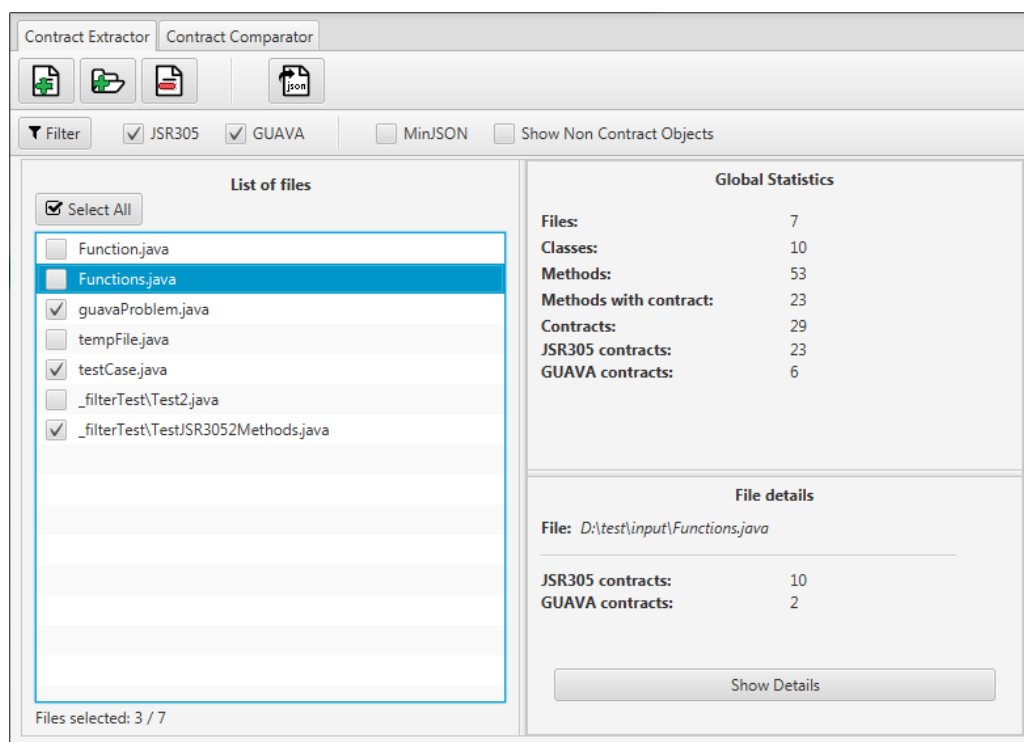 Contract Extractor Contract Comparator
json
Filter JSR305 GUAVA MinJSON Show Non Contract Objects
List of files
Select All
Function.java
Functions.java
guavaProblem.java
tempFile.java
testCase.java
_filterTest\Test2.java
_filterTest\TestJSR3052Methods.java
Files selected: 3 / 7
Global Statistics
Files: 7
Classes: 10
Methods: 53
Methods with contract: 23
Contracts: 29
JSR305 contracts: 23
GUAVA contracts: 6
File details
File: D:\test\input\Functions.java
JSR305 contracts: 10
GUAVA contracts: 2
Show Details